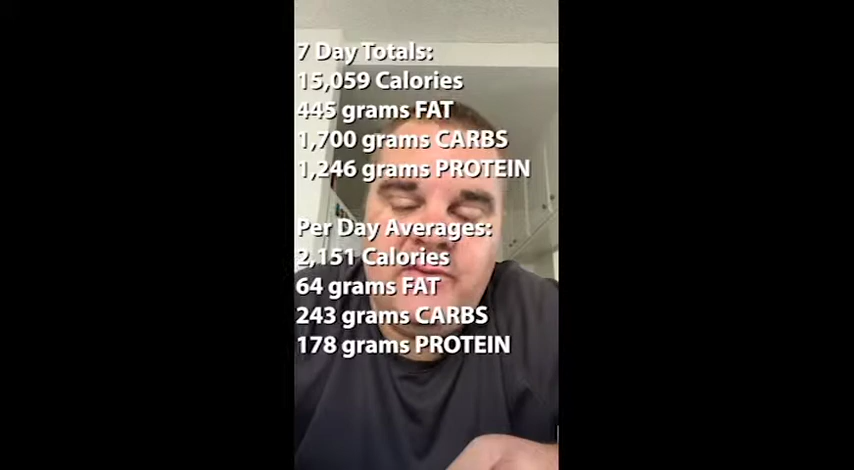 7 Day Totals:
15,059 Calories
445 grams FAT
1,700 grams CARBS
1,246 grams PROTEIN
Per Day Averages:
2,151 Calories
64 grams FAT
243 grams CARBS
178 grams PROTEIN